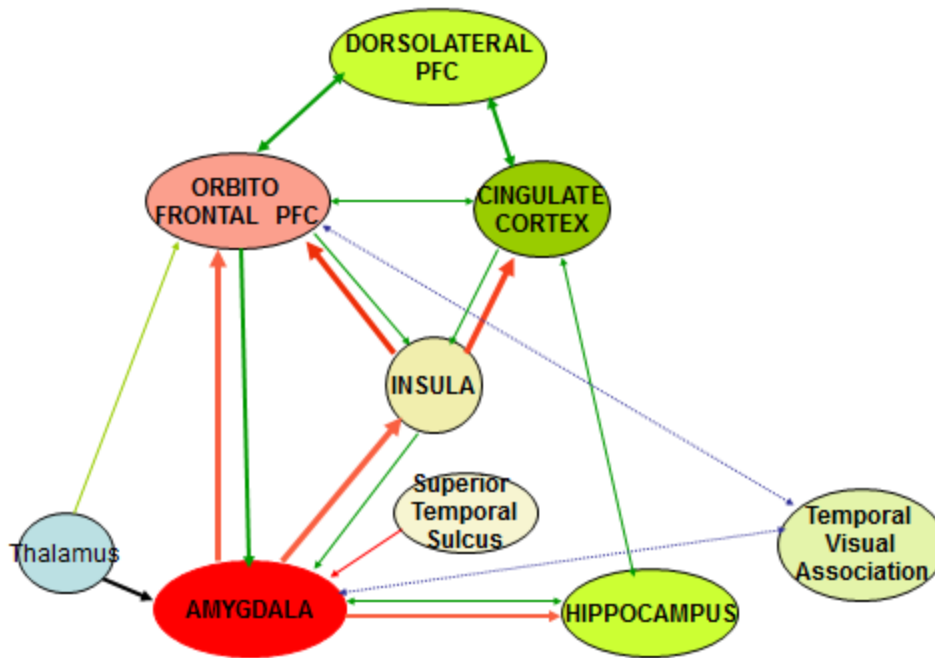 DORSOLATERAL
PFC
ORBITO
FRONTAL PFC
CINGULATE
CORTEX
INSULA
Superior
Temporal
Sulcus
Temporal
Visual
Association
Thalamus
AMYGDALA
HIPPOCAMPUS